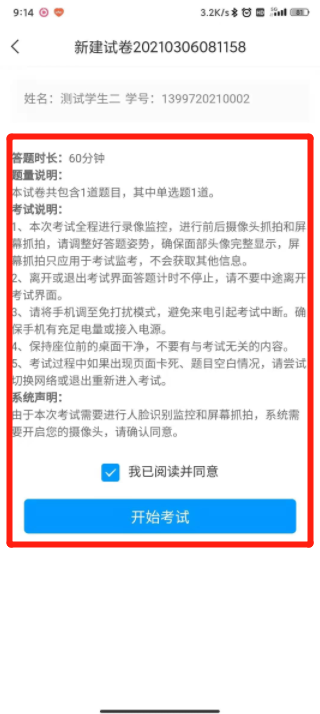 9:14 3.2K/s
新建试卷20210306081158
姓名：测试学生二 学号：1399720210002
答题时长：60分钟
题量说明：
本试卷共包含1道题目，其中单选题1道。
考试说明：
1、本次考试全程进行录像监控，进行前后摄像头抓拍和屏
幕抓拍，请调整好答题姿势，确保面部头像完整显示，屏
幕抓拍只应用于考试监考，不会获取其他信息。
2、离开或退出考试界面答题计时不停止，请不要中途离开
考试界面。
3、请将手机调至免打扰模式，避免来电引起考试中断。确
保手机有充足电量或接入电源。
4、保持座位前的桌面干净，不要有与考试无关的内容。
5、考试过程中如果出现页面卡死、题目空白情况，请尝试
切换网络或退出重新进入考试。
系统声明：
由于本次考试需要进行人脸识别监控和屏幕抓拍，系统需
要开启您的摄像头，请确认同意。
我已阅读并同意
开始考试